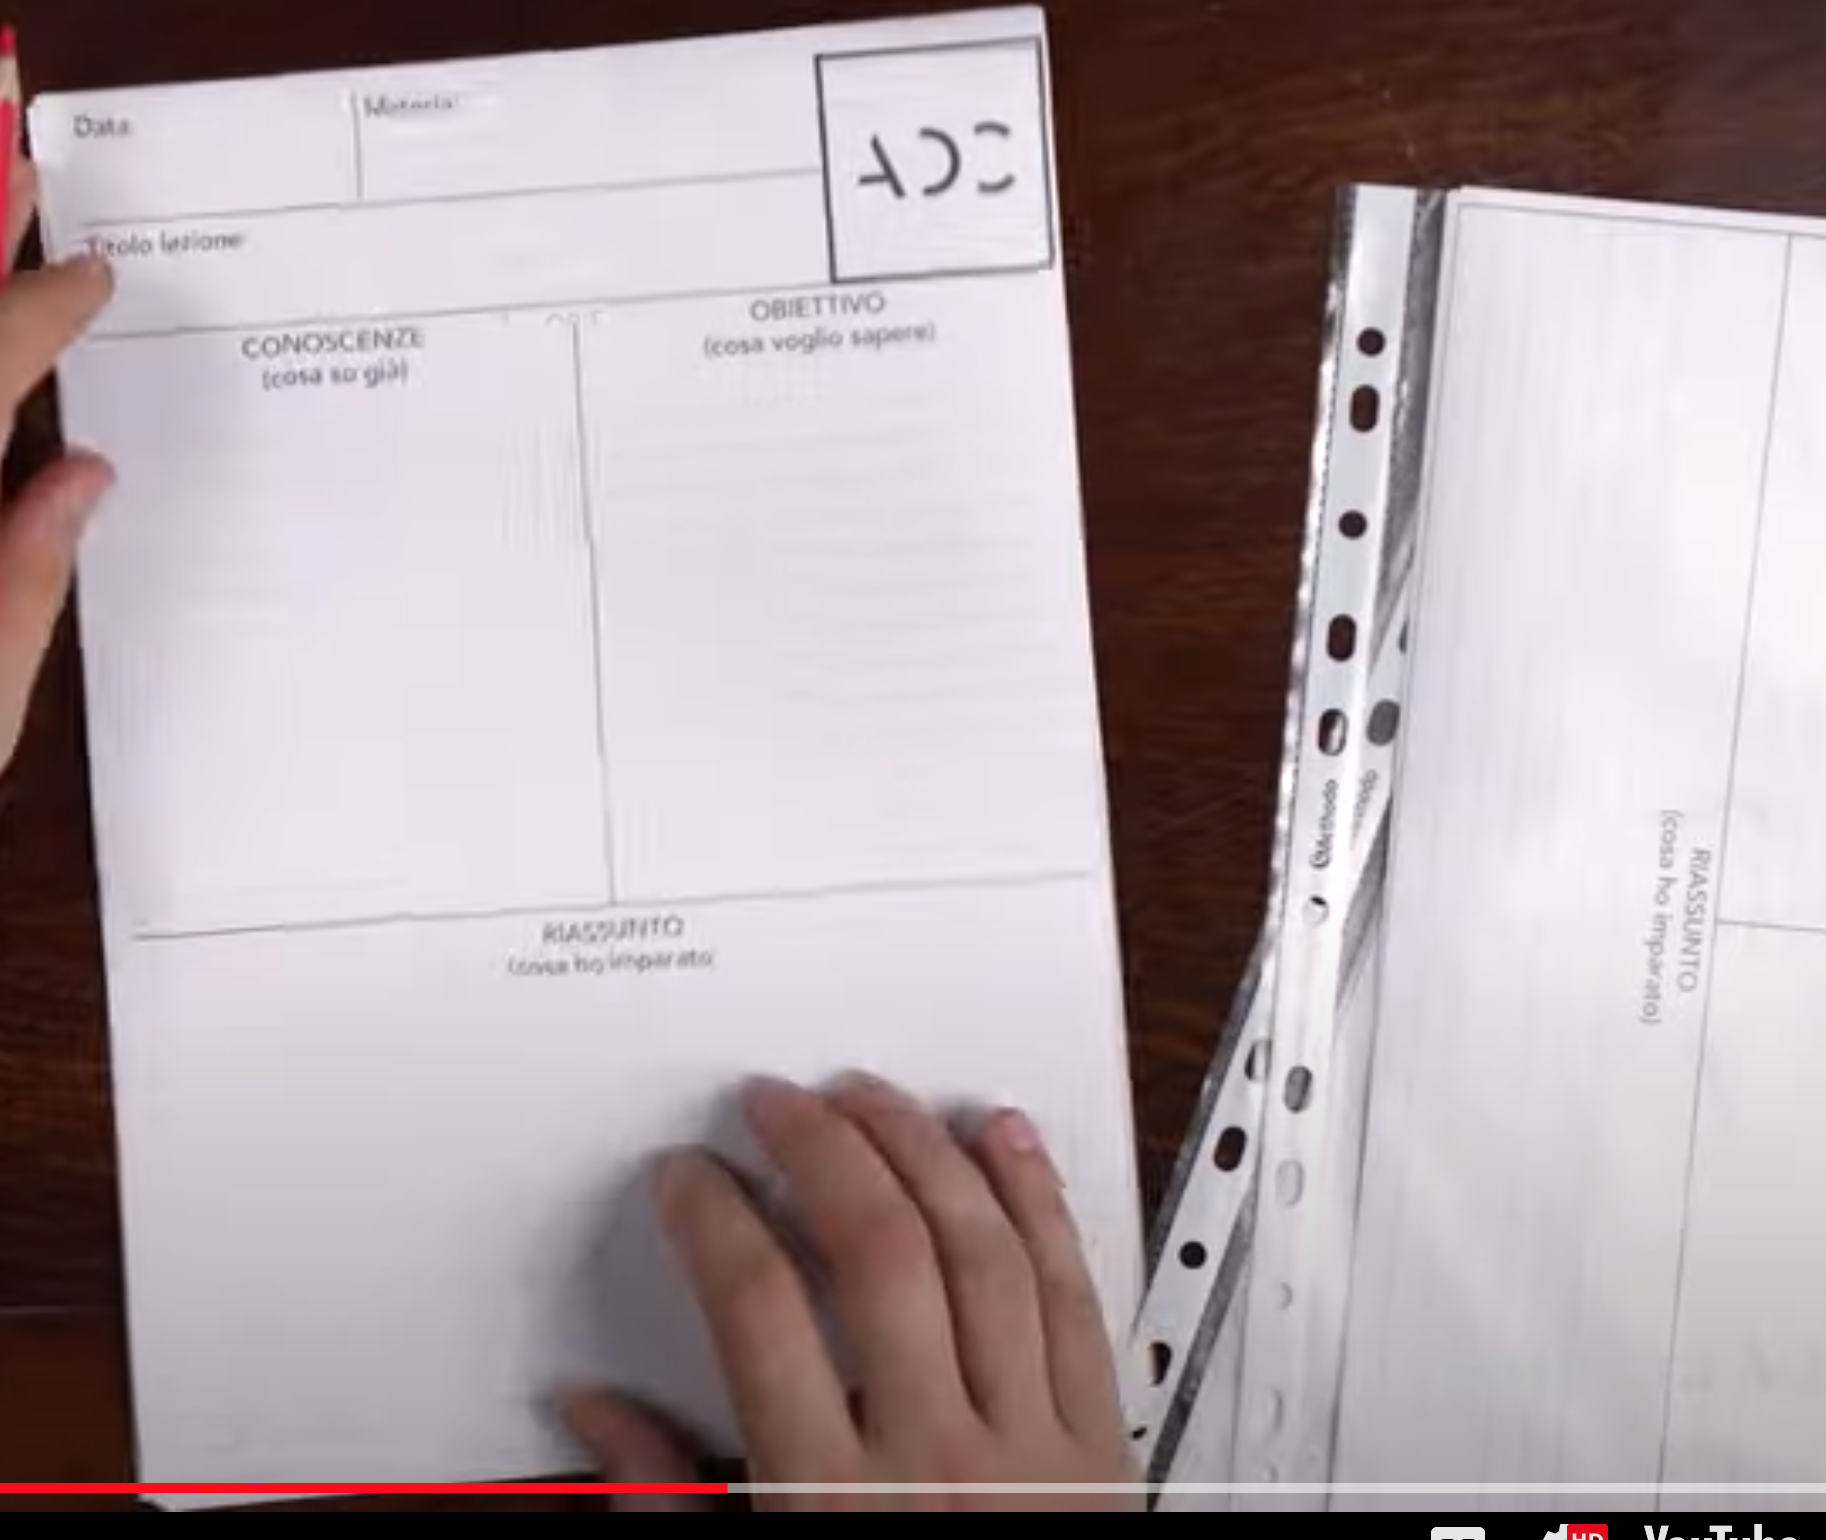 Data:
Materia:
ADC
Titolo lezione:
CONOSCENZE
(cosa so già)
OBIETTIVO
(cosa voglio sapere)
RIASSUNTO
(cosa ho imparato)
RIASSUNTO
(cosa ho imparato)
HD
YouTube